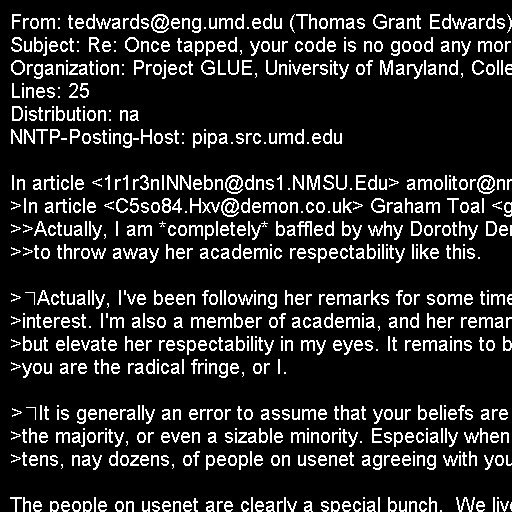 From: tedwards@eng.umd.edu (Thomas Grant Edwards)
Subject: Re: Once tapped, your code is no good any mor
Organization: Project GLUE, University of Maryland, Colle
Lines: 25
Distribution: na
NNTP-Posting-Host: pipa.src.umd.edu

In article <1r1r3nINNebn@dns1.NMSU.Edu> amolitor@nr
>In article <C5so84.Hxv@demon.co.uk> Graham Toal <g
>>Actually, I am *completely* baffled by why Dorothy Der
>>to throw away her academic respectability like this.

> Actually, I've been following her remarks for some time
>interest. I'm also a member of academia, and her remar
>but elevate her respectability in my eyes. It remains to b
>you are the radical fringe, or I.

> It is generally an error to assume that your beliefs are
>the majority, or even a sizable minority. Especially when
>tens, nay dozens, of people on usenet agreeing with you

The people on usenet are clearly a special bunch.  We live